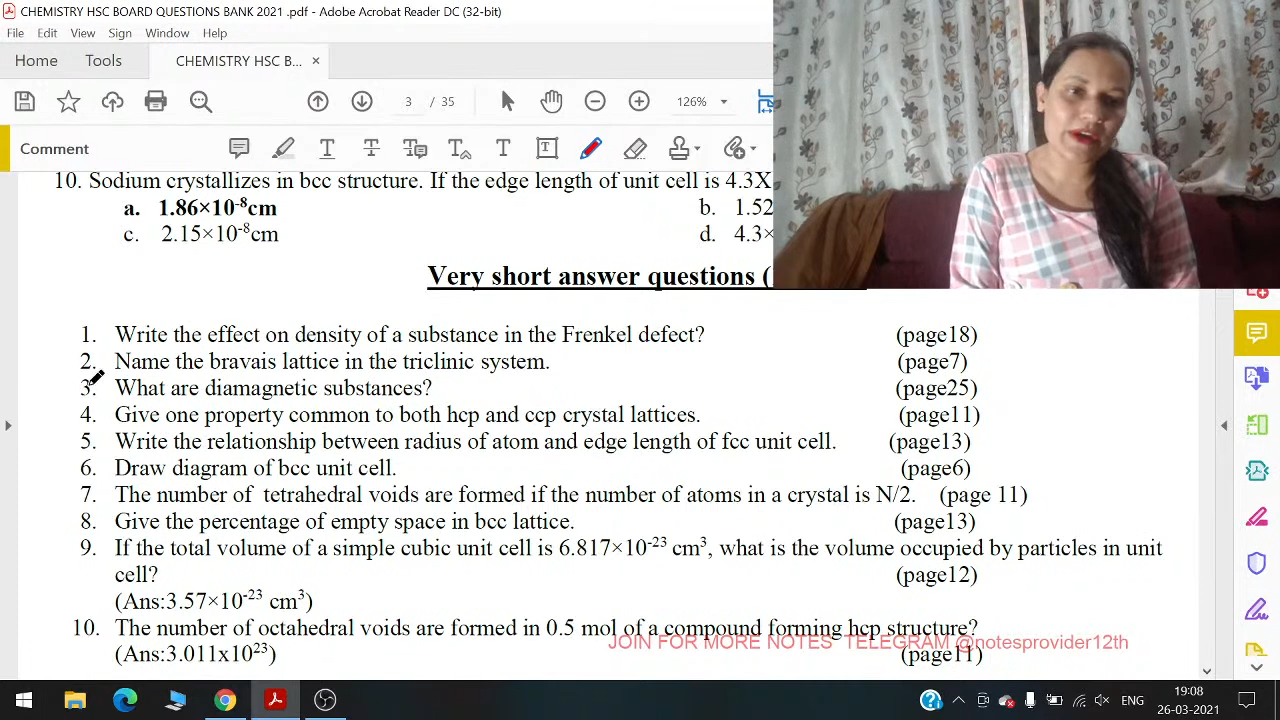 CHEMISTRY HSC BOARD QUESTIONS BANK 2021 .pdf - Adobe Acrobat Reader DC (32-bit)
File Edit View Sign Window Help
Home Tools CHEMISTRY HSC B... ×
3 / 35 126%
Comment
10. Sodium crystallizes in bcc structure. If the edge length of unit cell is 4.3X
a. 1.86×10⁻⁸cm b. 1.52
c. 2.15×10⁻⁸cm d. 4.3×
Very short answer questions (
1. Write the effect on density of a substance in the Frenkel defect? (page18)
2. Name the bravais lattice in the triclinic system. (page7)
3. What are diamagnetic substances? (page25)
4. Give one property common to both hcp and ccp crystal lattices. (page11)
5. Write the relationship between radius of atom and edge length of fcc unit cell. (page13)
6. Draw diagram of bcc unit cell. (page6)
7. The number of tetrahedral voids are formed if the number of atoms in a crystal is N/2. (page 11)
8. Give the percentage of empty space in bcc lattice. (page13)
9. If the total volume of a simple cubic unit cell is 6.817×10⁻²³ cm³, what is the volume occupied by particles in unit
cell? (page12)
(Ans:3.57×10⁻²³ cm³)
10. The number of octahedral voids are formed in 0.5 mol of a compound forming hcp structure?
JOIN FOR MORE NOTES TELEGRAM @notesprovider12th
(Ans:3.011x10²³) (page11)
ENG
19:08
26-03-2021